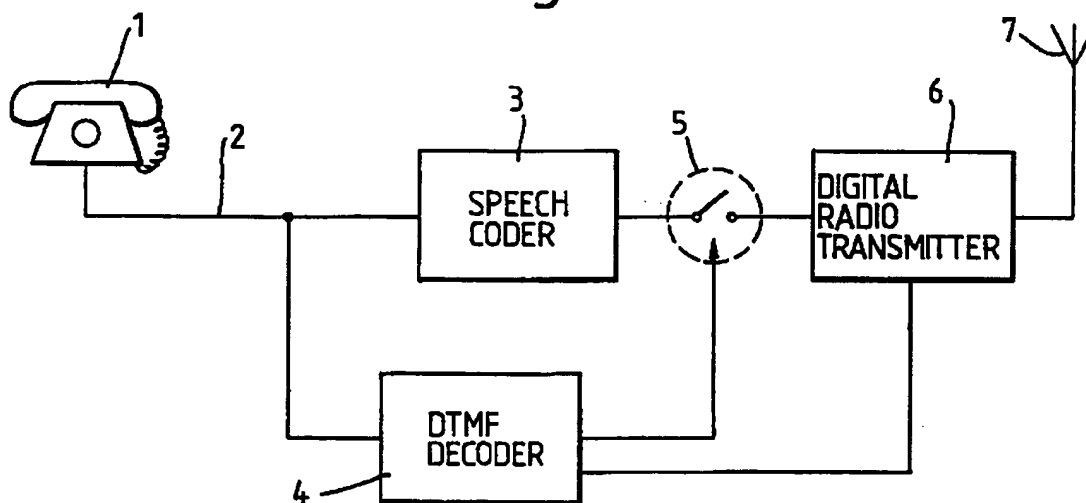 1
7
2
3
5
6
SPEECH
CODER
DIGITAL
RADIO
TRANSMITTER
DTMF
DECODER
4